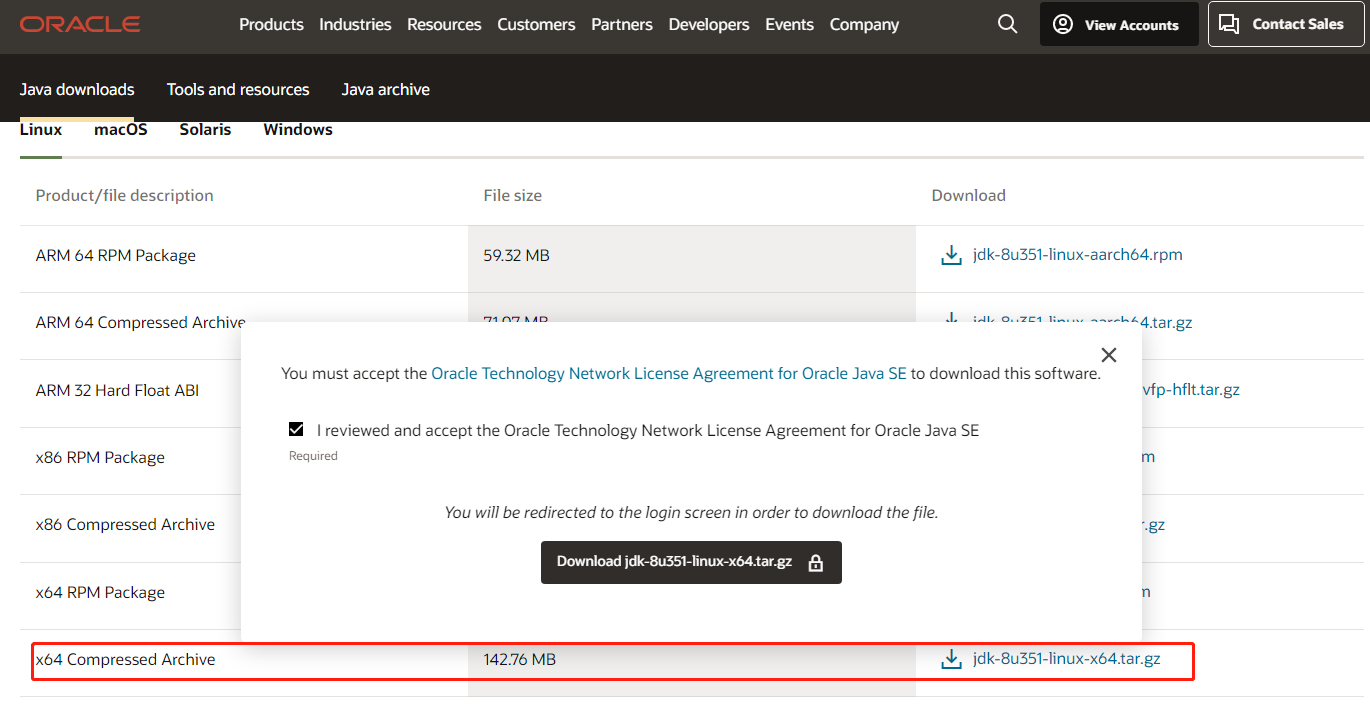 ORACLE Products Industries Resources Customers Partners Developers Events Company View Accounts Contact Sales
Java downloads Tools and resources Java archive
Linux macOS Solaris Windows
Product/file description File size Download
ARM 64 RPM Package 59.32 MB jdk-8u351-linux-aarch64.rpm
ARM 64 Compressed Archive 71.07 MB jdk-8u351-linux-aarch64.tar.gz
You must accept the Oracle Technology Network License Agreement for Oracle Java SE to download this software.
ARM 32 Hard Float ABI vfp-hflt.tar.gz
I reviewed and accept the Oracle Technology Network License Agreement for Oracle Java SE
Required
x86 RPM Package m
You will be redirected to the login screen in order to download the file.
x86 Compressed Archive r.gz
Download jdk-8u351-linux-x64.tar.gz
x64 RPM Package m
x64 Compressed Archive 142.76 MB jdk-8u351-linux-x64.tar.gz